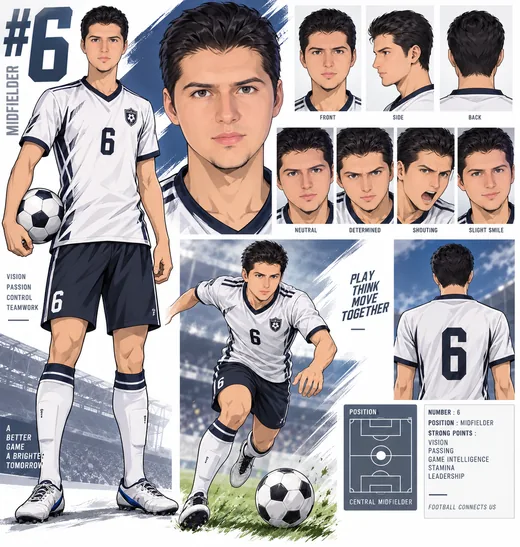 #6
MIDFIELDER
6
VISION
PASSION
CONTROL
TEAMWORK
6
A
BETTER
GAME
A BRIGHTER
TOMORROW
FRONT
SIDE
BACK
NEUTRAL
DETERMINED
SHOUTING
SLIGHT SMILE
PLAY
THINK
MOVE
TOGETHER
6
6
6
POSITION
CENTRAL MIDFIELDER
NUMBER : 6
POSITION : MIDFIELDER
STRONG POINTS :
VISION
PASSING
GAME INTELLIGENCE
STAMINA
LEADERSHIP
FOOTBALL CONNECTS US